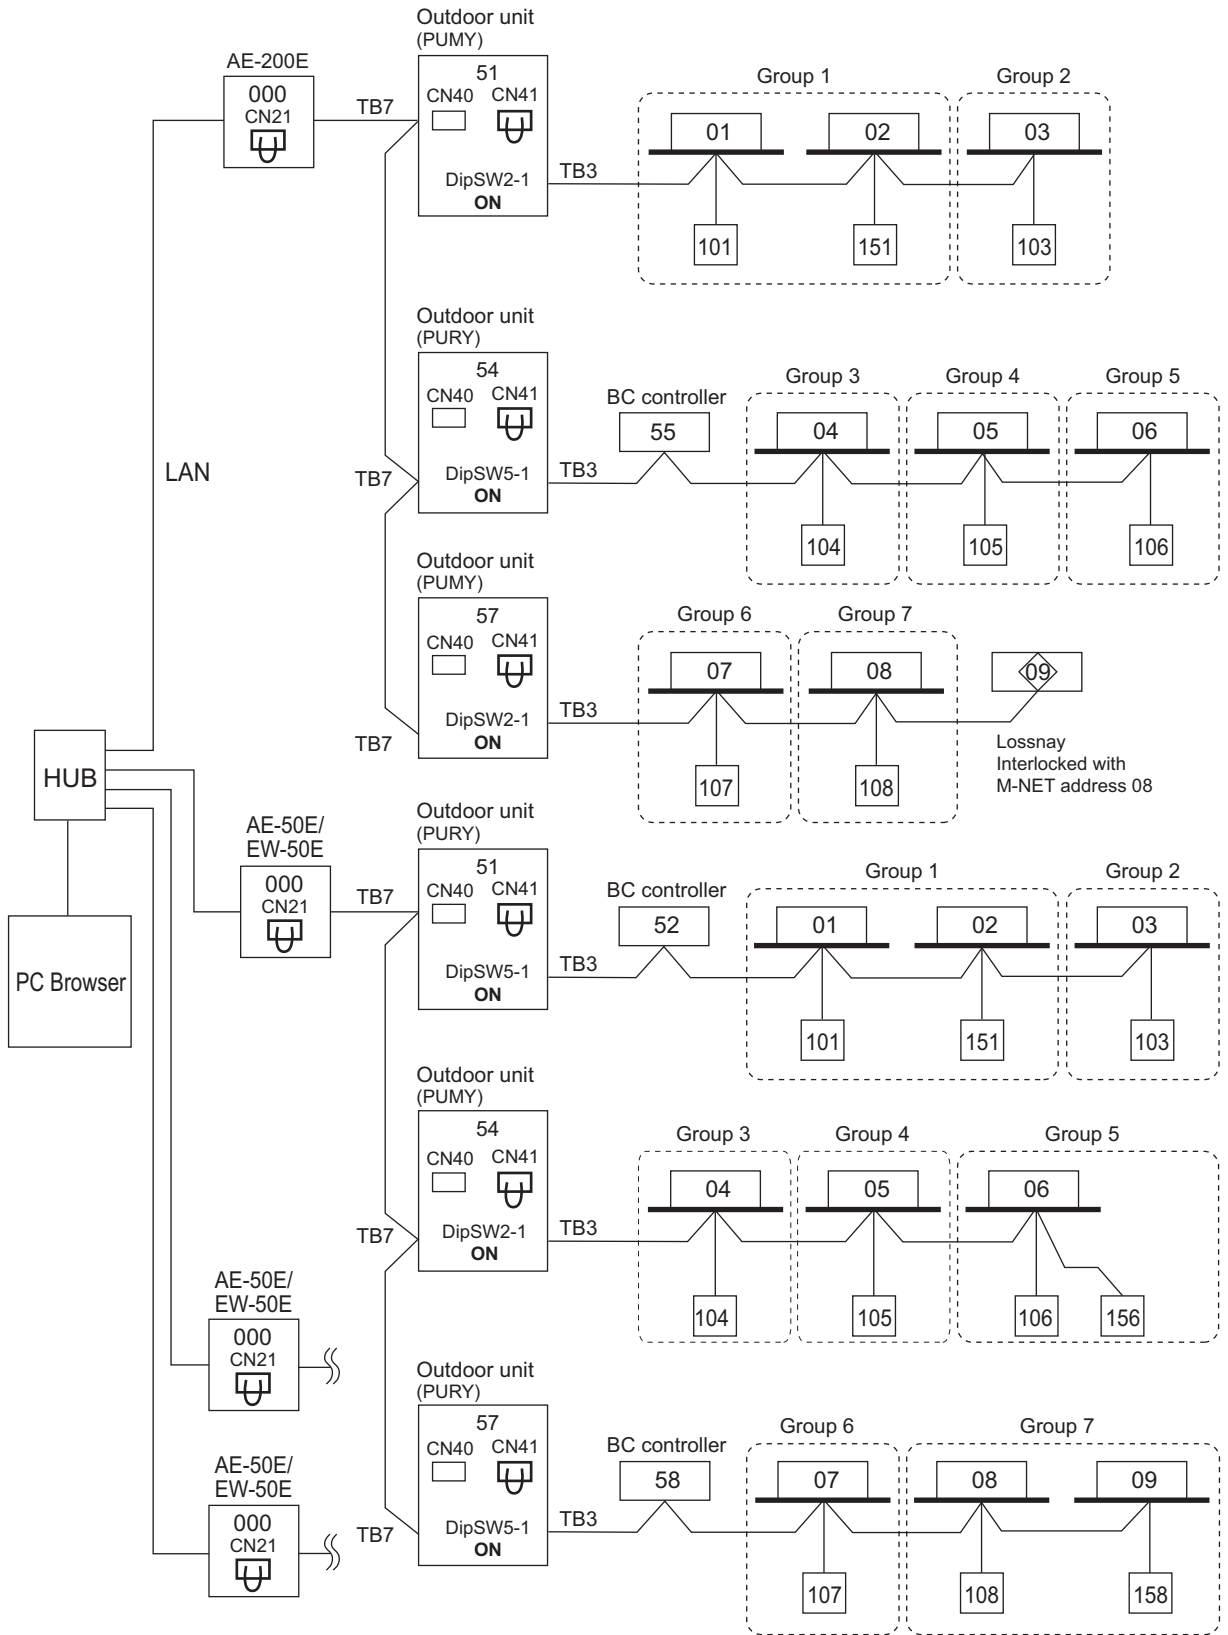 Outdoor unit
(PUMY)
AE-200E
000
CN21
TB7
51
CN40 CN41
DipSW2-1
ON
TB3
Group 1
Group 2
01
02
03
101
151
103
Outdoor unit
(PURY)
54
CN40 CN41
DipSW5-1
ON
TB7
TB3
BC controller
55
Group 3
Group 4
Group 5
04
05
06
104
105
106
LAN
Outdoor unit
(PUMY)
57
CN40 CN41
DipSW2-1
ON
TB7
TB3
Group 6
Group 7
07
08
09
107
108
Lossnay
Interlocked with
M-NET address 08
HUB
PC Browser
AE-50E/
EW-50E
000
CN21
TB7
Outdoor unit
(PURY)
51
CN40 CN41
DipSW5-1
ON
TB3
BC controller
52
Group 1
Group 2
01
02
03
101
151
103
Outdoor unit
(PUMY)
54
CN40 CN41
DipSW2-1
ON
TB7
TB3
Group 3
Group 4
Group 5
04
05
06
104
105
106
156
AE-50E/
EW-50E
000
CN21
Outdoor unit
(PURY)
57
CN40 CN41
DipSW5-1
ON
TB7
TB3
BC controller
58
Group 6
Group 7
07
08
09
107
108
158
AE-50E/
EW-50E
000
CN21